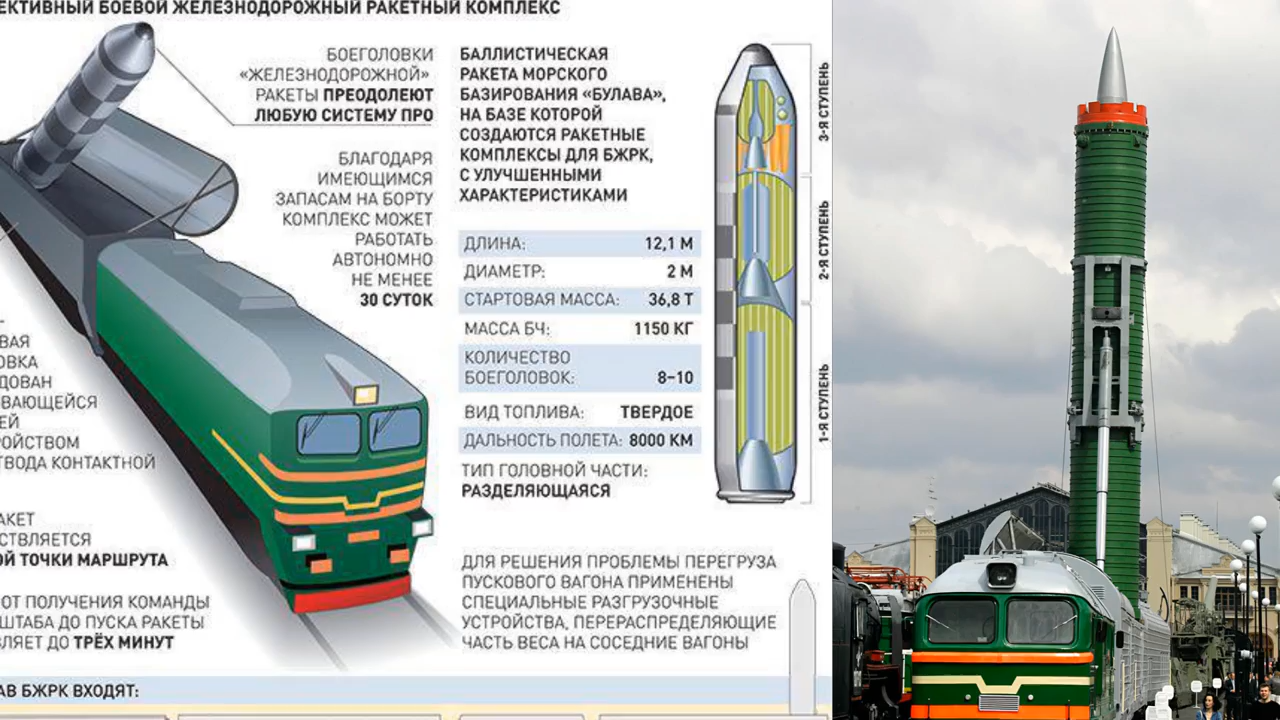 ЕКТИВНЫЙ БОЕВОЙ ЖЕЛЕЗНОДОРОЖНЫЙ РАКЕТНЫЙ КОМПЛЕКС
БОЕГОЛОВКИ
«ЖЕЛЕЗНОДОРОЖНОЙ»
РАКЕТЫ ПРЕОДОЛЕЮТ
ЛЮБУЮ СИСТЕМУ ПРО
БЛАГОДАРЯ
ИМЕЮЩИМСЯ
ЗАПАСАМ НА БОРТУ
КОМПЛЕКС МОЖЕТ
РАБОТАТЬ
АВТОНОМНО
НЕ МЕНЕЕ
30 СУТОК
ВАЯ
ОВКА
ДОВАН
ВАЮЩЕЙСЯ
ЕЙ
РОЙСТВОМ
ТВОДА КОНТАКТНОЙ
АКЕТ
СТВЛЯЕТСЯ
ОЙ ТОЧКИ МАРШРУТА
ОТ ПОЛУЧЕНИЯ КОМАНДЫ
ШТАБА ДО ПУСКА РАКЕТЫ
ВЛЯЕТ ДО ТРЁХ МИНУТ
БАЛЛИСТИЧЕСКАЯ
РАКЕТА МОРСКОГО
БАЗИРОВАНИЯ «БУЛАВА»,
НА БАЗЕ КОТОРОЙ
СОЗДАЮТСЯ РАКЕТНЫЕ
КОМПЛЕКСЫ ДЛЯ БЖРК,
С УЛУЧШЕННЫМИ
ХАРАКТЕРИСТИКАМИ
ДЛИНА: 12,1 М
ДИАМЕТР: 2 М
СТАРТОВАЯ МАССА: 36,8 Т
МАССА БЧ: 1150 КГ
КОЛИЧЕСТВО
БОЕГОЛОВОК: 8–10
ВИД ТОПЛИВА: ТВЕРДОЕ
ДАЛЬНОСТЬ ПОЛЕТА: 8000 КМ
ТИП ГОЛОВНОЙ ЧАСТИ:
РАЗДЕЛЯЮЩАЯСЯ
3-Я СТУПЕНЬ
2-Я СТУПЕНЬ
1-Я СТУПЕНЬ
ДЛЯ РЕШЕНИЯ ПРОБЛЕМЫ ПЕРЕГРУЗА
ПУСКОВОГО ВАГОНА ПРИМЕНЕНЫ
СПЕЦИАЛЬНЫЕ РАЗГРУЗОЧНЫЕ
УСТРОЙСТВА, ПЕРЕРАСПРЕДЕЛЯЮЩИЕ
ЧАСТЬ ВЕСА НА СОСЕДНИЕ ВАГОНЫ
АВ БЖРК ВХОДЯТ: